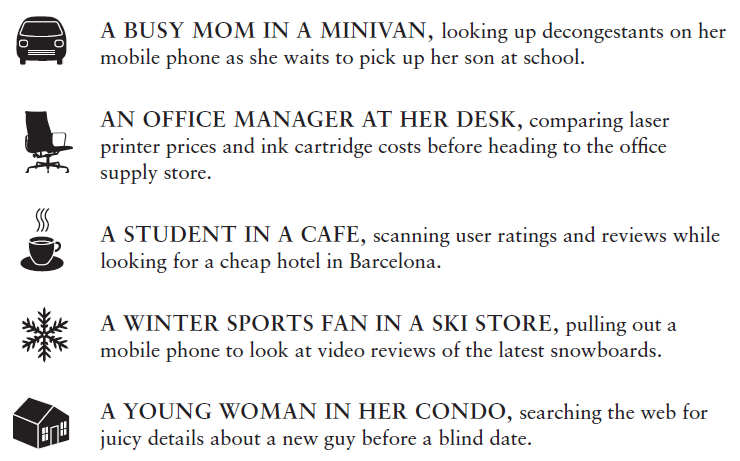 A BUSY MOM IN A MINIVAN, looking up decongestants on her
mobile phone as she waits to pick up her son at school.
AN OFFICE MANAGER AT HER DESK, comparing laser
printer prices and ink cartridge costs before heading to the office
supply store.
A STUDENT IN A CAFE, scanning user ratings and reviews while
looking for a cheap hotel in Barcelona.
A WINTER SPORTS FAN IN A SKI STORE, pulling out a
mobile phone to look at video reviews of the latest snowboards.
A YOUNG WOMAN IN HER CONDO, searching the web for
juicy details about a new guy before a blind date.